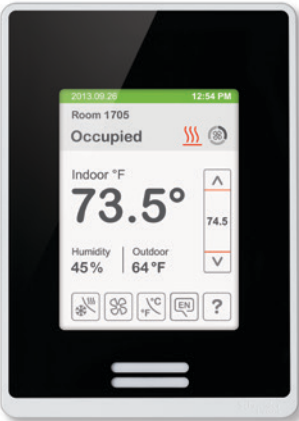 2013.09.26 12:54 PM
Room 1705
Occupied
Indoor °F
73.5°
74.5
Humidity Outdoor
45% 64°F
°F °C EN ?